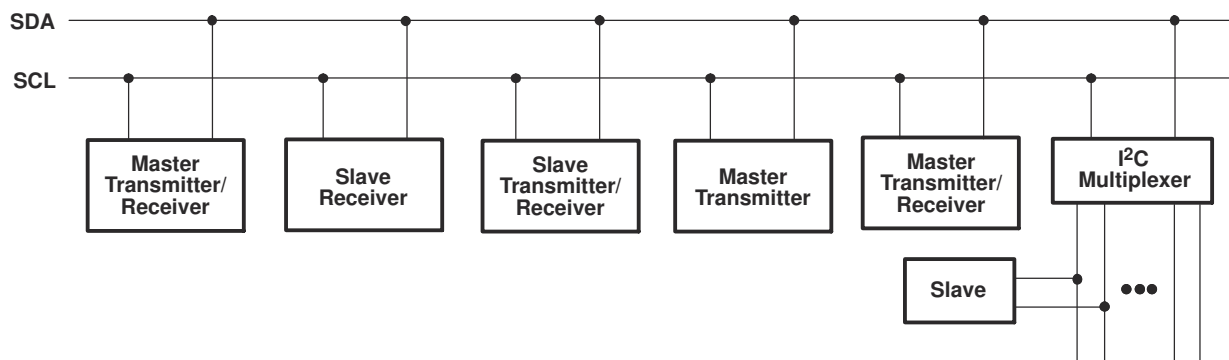 SDA
SCL
Master
Transmitter/
Receiver
Slave
Receiver
Slave
Transmitter/
Receiver
Master
Transmitter
Master
Transmitter/
Receiver
I²C
Multiplexer
Slave